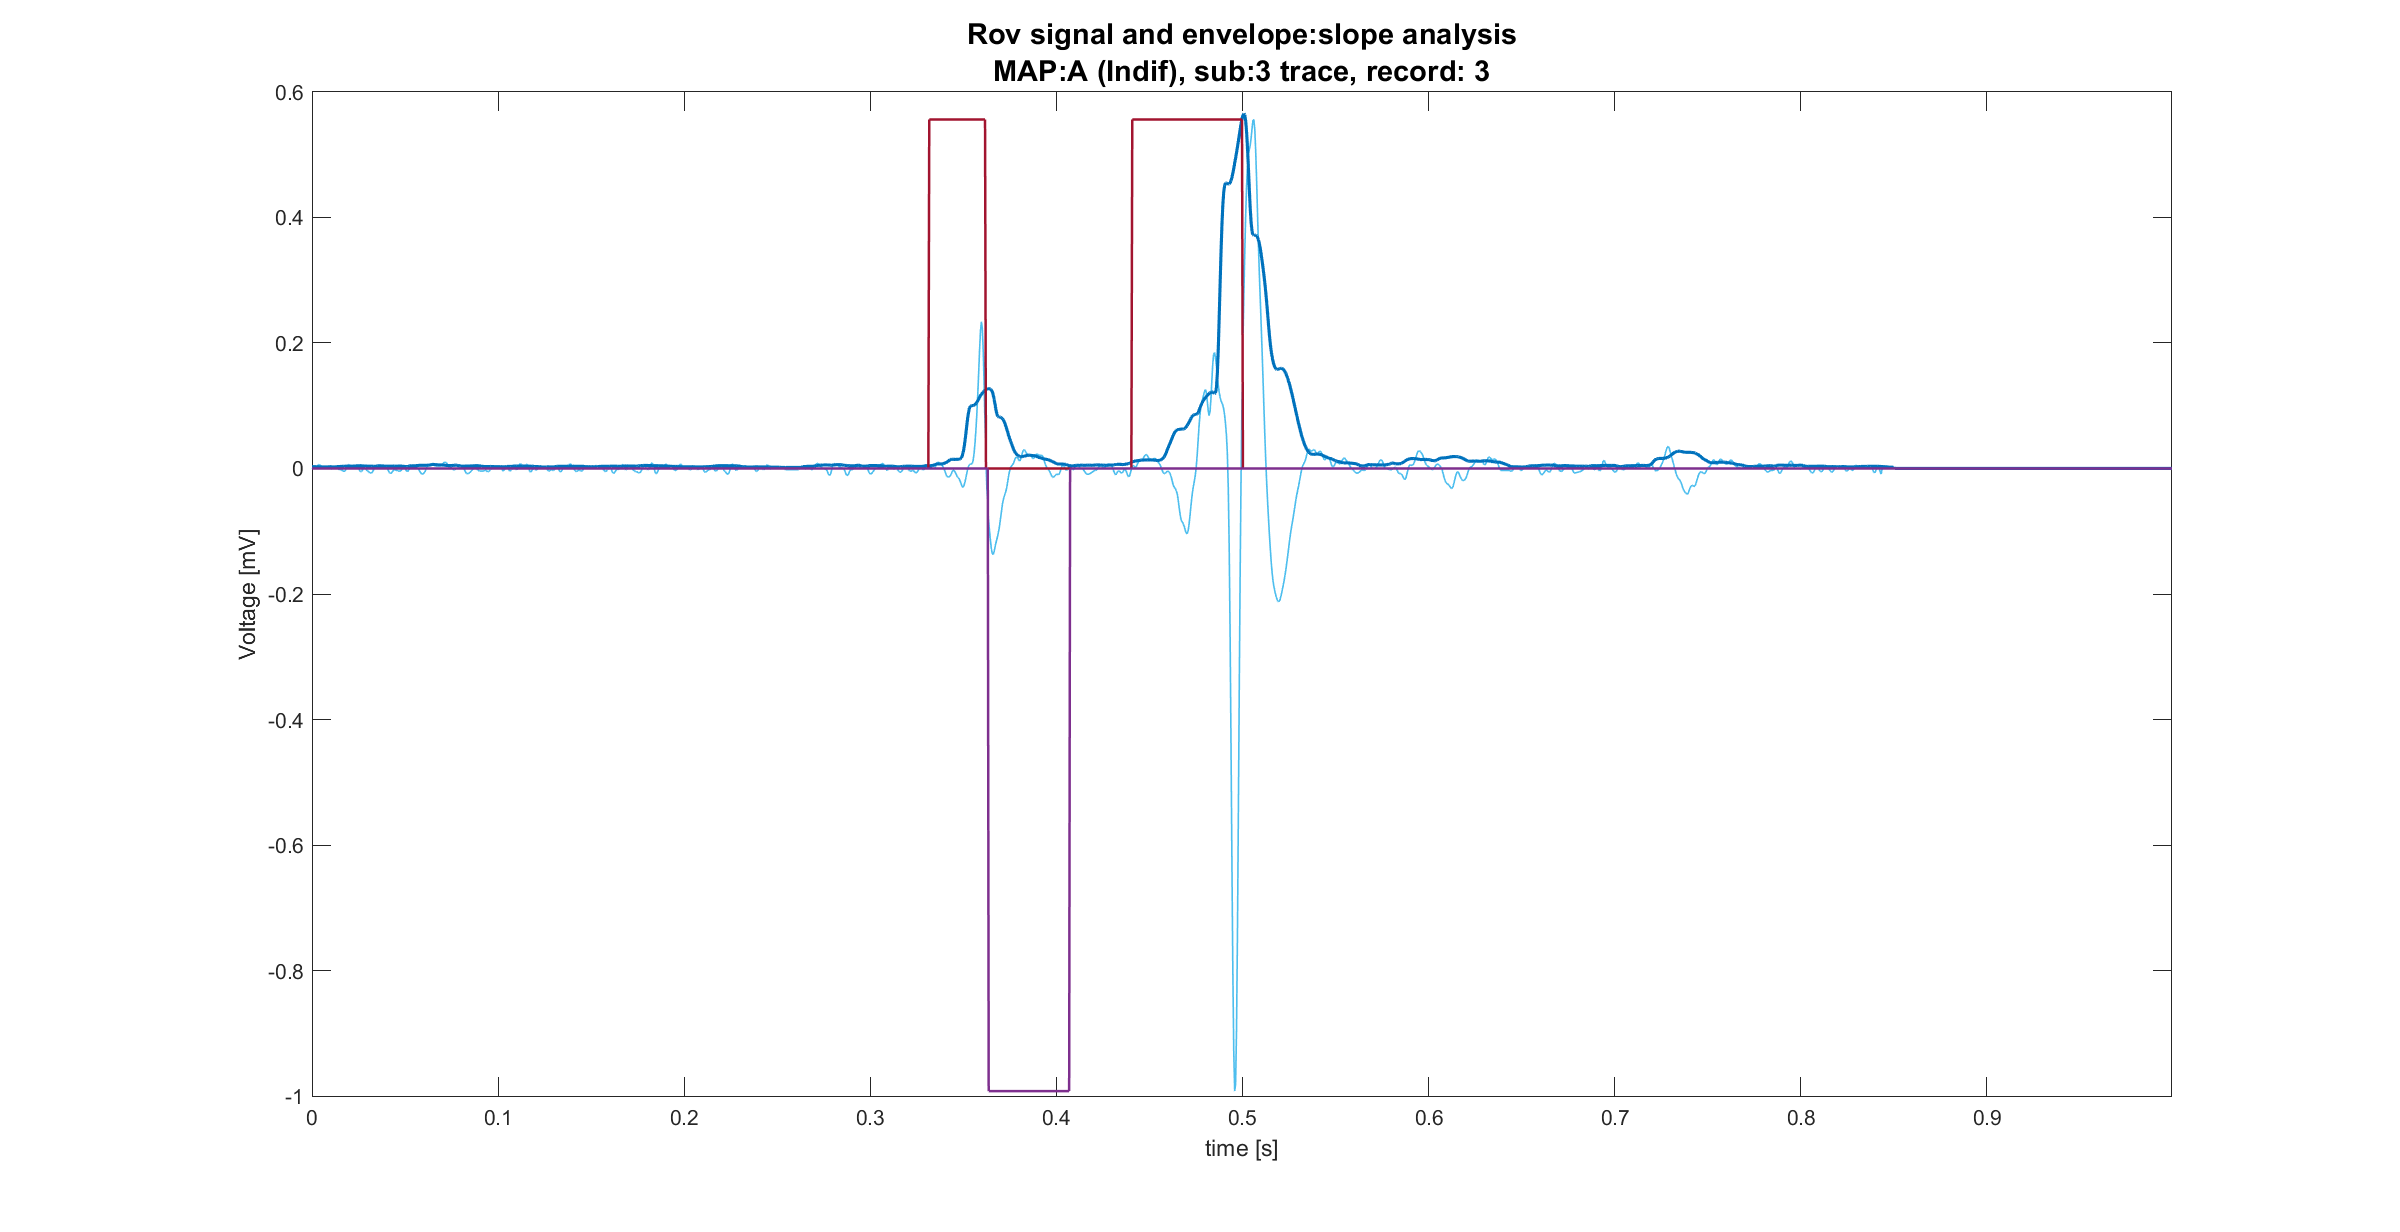 Rov signal and envelope:slope analysis
MAP:A (Indif), sub:3 trace, record: 3
0.6
0.4
0.2
0
-0.2
-0.4
-0.6
-0.8
-1
Voltage [mV]
0 0.1 0.2 0.3 0.4 0.5 0.6 0.7 0.8 0.9
time [s]